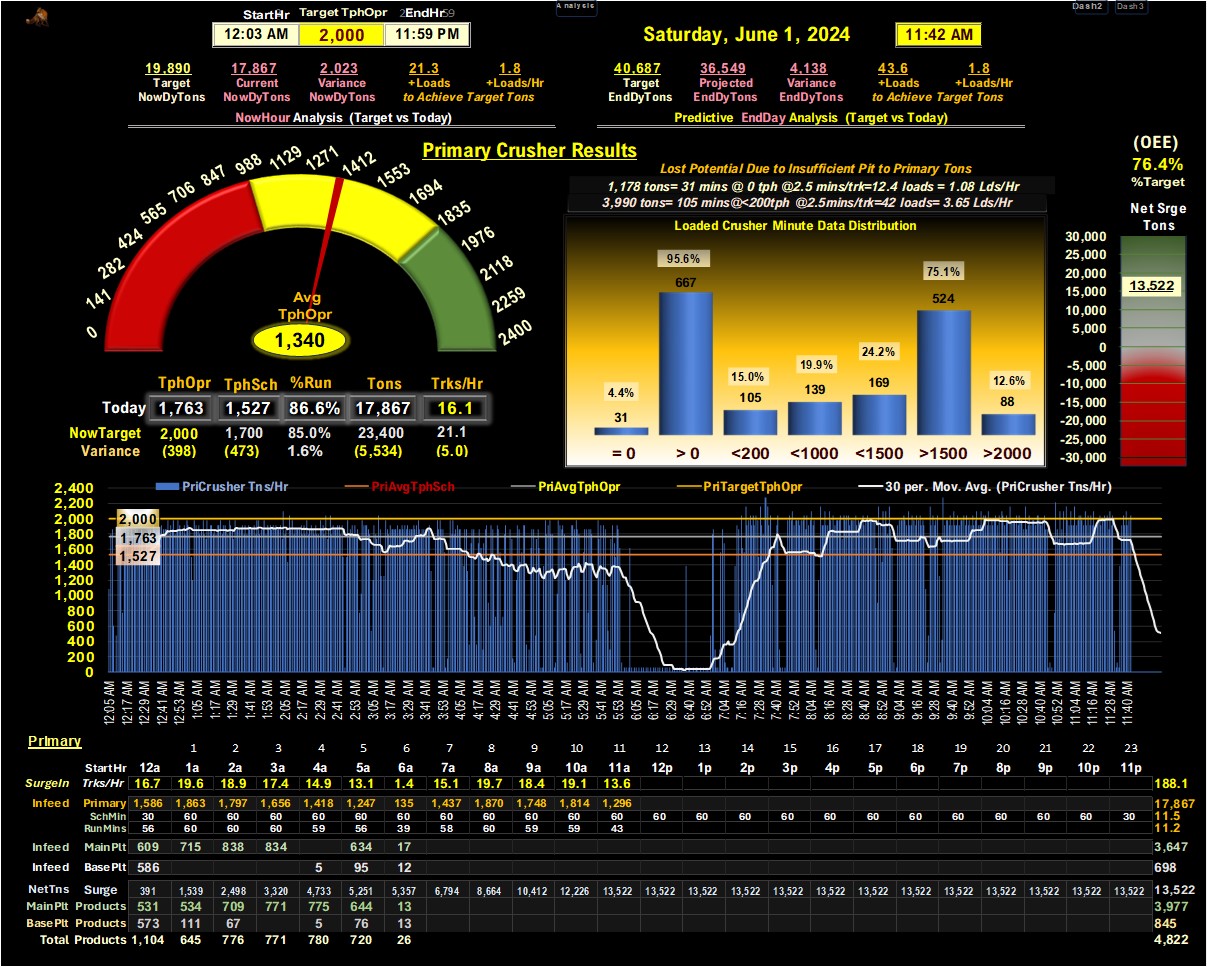 Analysis
Dash2 Dash3
StartHr Target TphOpr EndHr
12:03 AM 2,000 11:59 PM
Saturday, June 1, 2024 11:42 AM
19,890 17,867 2,023 21.3 1.8
Target Current Variance +Loads +Loads/Hr
NowDyTons NowDyTons NowDyTons to Achieve Target Tons
NowHour Analysis (Target vs Today)
40,687 36,549 4,138 43.6 1.8
Target Projected Variance +Loads +Loads/Hr
EndDyTons EndDyTons EndDyTons to Achieve Target Tons
Predictive EndDay Analysis (Target vs Today)
Primary Crusher Results
0 141 282 424 565 706 847 988 1129 1271 1412 1553 1694 1835 1976 2118 2259 2400
Avg
TphOpr
1,340
TphOpr TphSch %Run Tons Trks/Hr
Today 1,763 1,527 86.6% 17,867 16.1
NowTarget 2,000 1,700 85.0% 23,400 21.1
Variance (398) (473) 1.6% (5,534) (5.0)
Lost Potential Due to Insufficient Pit to Primary Tons
1,178 tons= 31 mins @ 0 tph @2.5 mins/trk=12.4 loads = 1.08 Lds/Hr
3,990 tons= 105 mins@<200tph @2.5mins/trk=42 loads= 3.65 Lds/Hr
Loaded Crusher Minute Data Distribution
4.4% 95.6% 15.0% 19.9% 24.2% 75.1% 12.6%
31 667 105 139 169 524 88
= 0 > 0 <200 <1000 <1500 >1500 >2000
(OEE)
76.4%
%Target
Net Srge
Tons
30,000
25,000
20,000
15,000
13,522
10,000
5,000
0
-5,000
-10,000
-15,000
-20,000
-25,000
-30,000
PriCrusher Tns/Hr PriAvgTphSch PriAvgTphOpr PriTargetTphOpr 30 per. Mov. Avg. (PriCrusher Tns/Hr)
2,400
2,200
2,000
1,800
1,600
1,400
1,200
1,000
800
600
400
200
0
2,000
1,763
1,527
12:05 AM 12:17 AM 12:29 AM 12:41 AM 12:53 AM 1:05 AM 1:17 AM 1:29 AM 1:41 AM 1:53 AM 2:05 AM 2:17 AM 2:29 AM 2:41 AM 2:53 AM 3:05 AM 3:17 AM 3:29 AM 3:41 AM 3:53 AM 4:05 AM 4:17 AM 4:29 AM 4:41 AM 4:53 AM 5:05 AM 5:17 AM 5:29 AM 5:41 AM 5:53 AM 6:05 AM 6:17 AM 6:29 AM 6:40 AM 6:52 AM 7:04 AM 7:16 AM 7:28 AM 7:40 AM 7:52 AM 8:04 AM 8:16 AM 8:28 AM 8:40 AM 8:52 AM 9:04 AM 9:16 AM 9:28 AM 9:40 AM 9:52 AM 10:04 AM 10:16 AM 10:28 AM 10:40 AM 10:52 AM 11:04 AM 11:16 AM 11:28 AM 11:40 AM
Primary
1 2 3 4 5 6 7 8 9 10 11 12 13 14 15 16 17 18 19 20 21 22 23
StartHr 12a 1a 2a 3a 4a 5a 6a 7a 8a 9a 10a 11a 12p 1p 2p 3p 4p 5p 6p 7p 8p 9p 10p 11p
SurgeIn Trks/Hr 16.7 19.6 18.9 17.4 14.9 13.1 1.4 15.1 19.7 18.4 19.1 13.6 188.1
Infeed Primary 1,586 1,863 1,797 1,656 1,418 1,247 135 1,437 1,870 1,748 1,814 1,296 17,867
SchMin 30 60 60 60 60 60 60 60 60 60 60 60 60 60 60 60 60 60 60 60 60 60 60 30 11.5
RunMins 56 60 60 60 59 56 39 58 60 59 59 43 11.2
Infeed MainPlt 609 715 838 834 634 17 3,647
Infeed BasePlt 586 5 95 12 698
NetTns Surge 391 1,539 2,498 3,320 4,733 5,251 5,357 6,794 8,664 10,412 12,226 13,522 13,522 13,522 13,522 13,522 13,522 13,522 13,522 13,522 13,522 13,522 13,522 13,522 13,522
MainPlt Products 531 534 709 771 775 644 13 3,977
BasePlt Products 573 111 67 5 76 13 845
Total Products 1,104 645 776 771 780 720 26 4,822